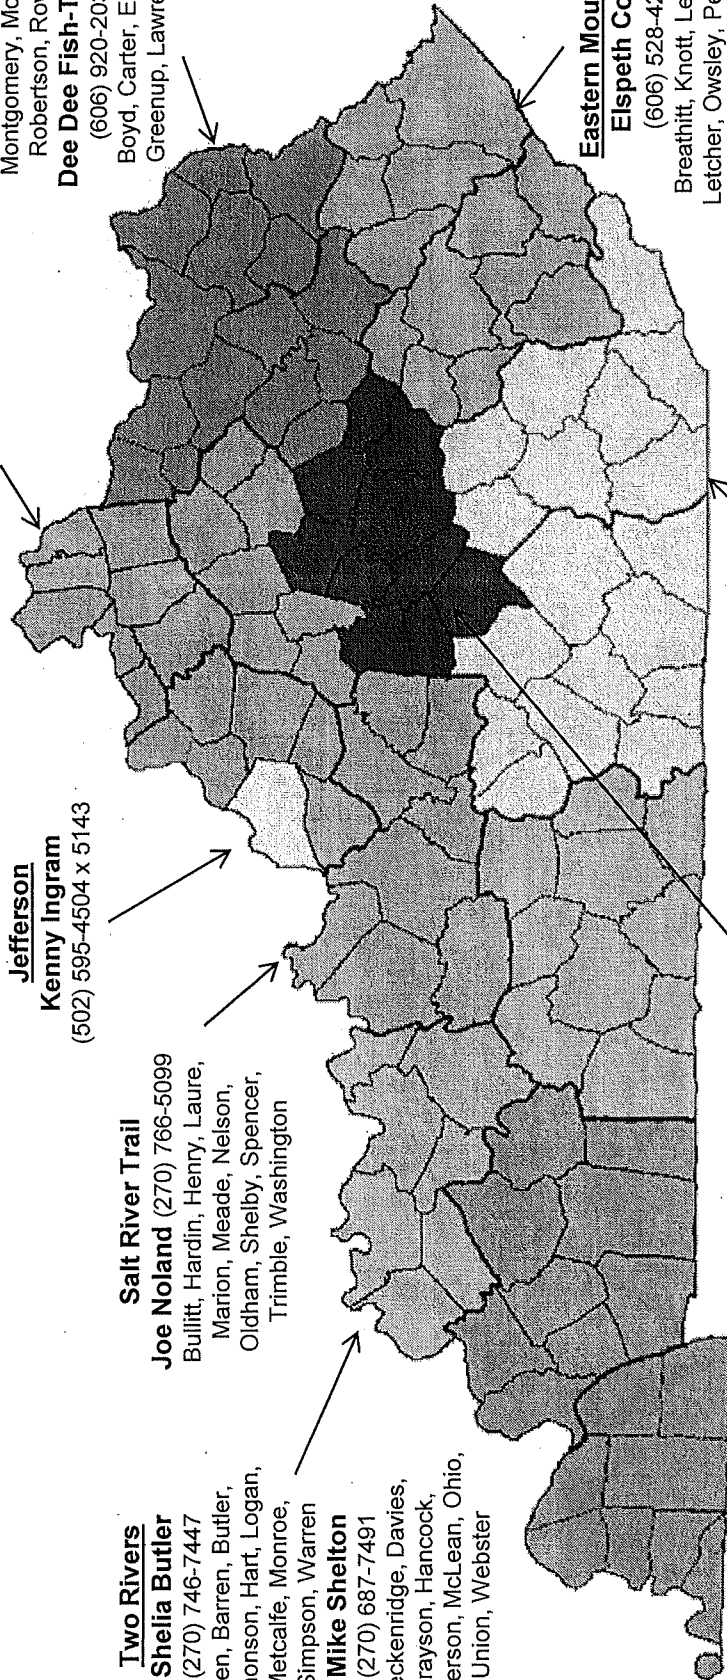 Two Rivers
Shelia Butler
(270) 746-7447
en, Barren, Butler,
onson, Hart, Logan,
Metcalfe, Monroe,
Simpson, Warren
Mike Shelton
(270) 687-7491
ckenridge, Davies,
rayson, Hancock,
erson, McLean, Ohio,
Union, Webster
Salt River Trail
Joe Noland (270) 766-5099
Bullitt, Hardin, Henry, Laure,
Marion, Meade, Nelson,
Oldham, Shelby, Spencer,
Trimble, Washington
Jefferson
Kenny Ingram
(502) 595-4504 x 5143
Montgomery, Mo
Robertson, Ro
Dee Dee Fish-T
(606) 920-20
Boyd, Carter, E
Greenup, Lawre
Eastern Mou
Elspeth Co
(606) 528-42
Breathitt, Knott, Le
Letcher, Owsley, Pe